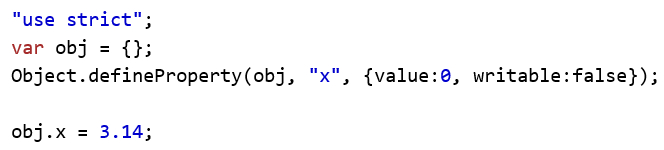 "use strict";
var obj = {};
Object.defineProperty(obj, "x", {value:0, writable:false});
obj.x = 3.14;